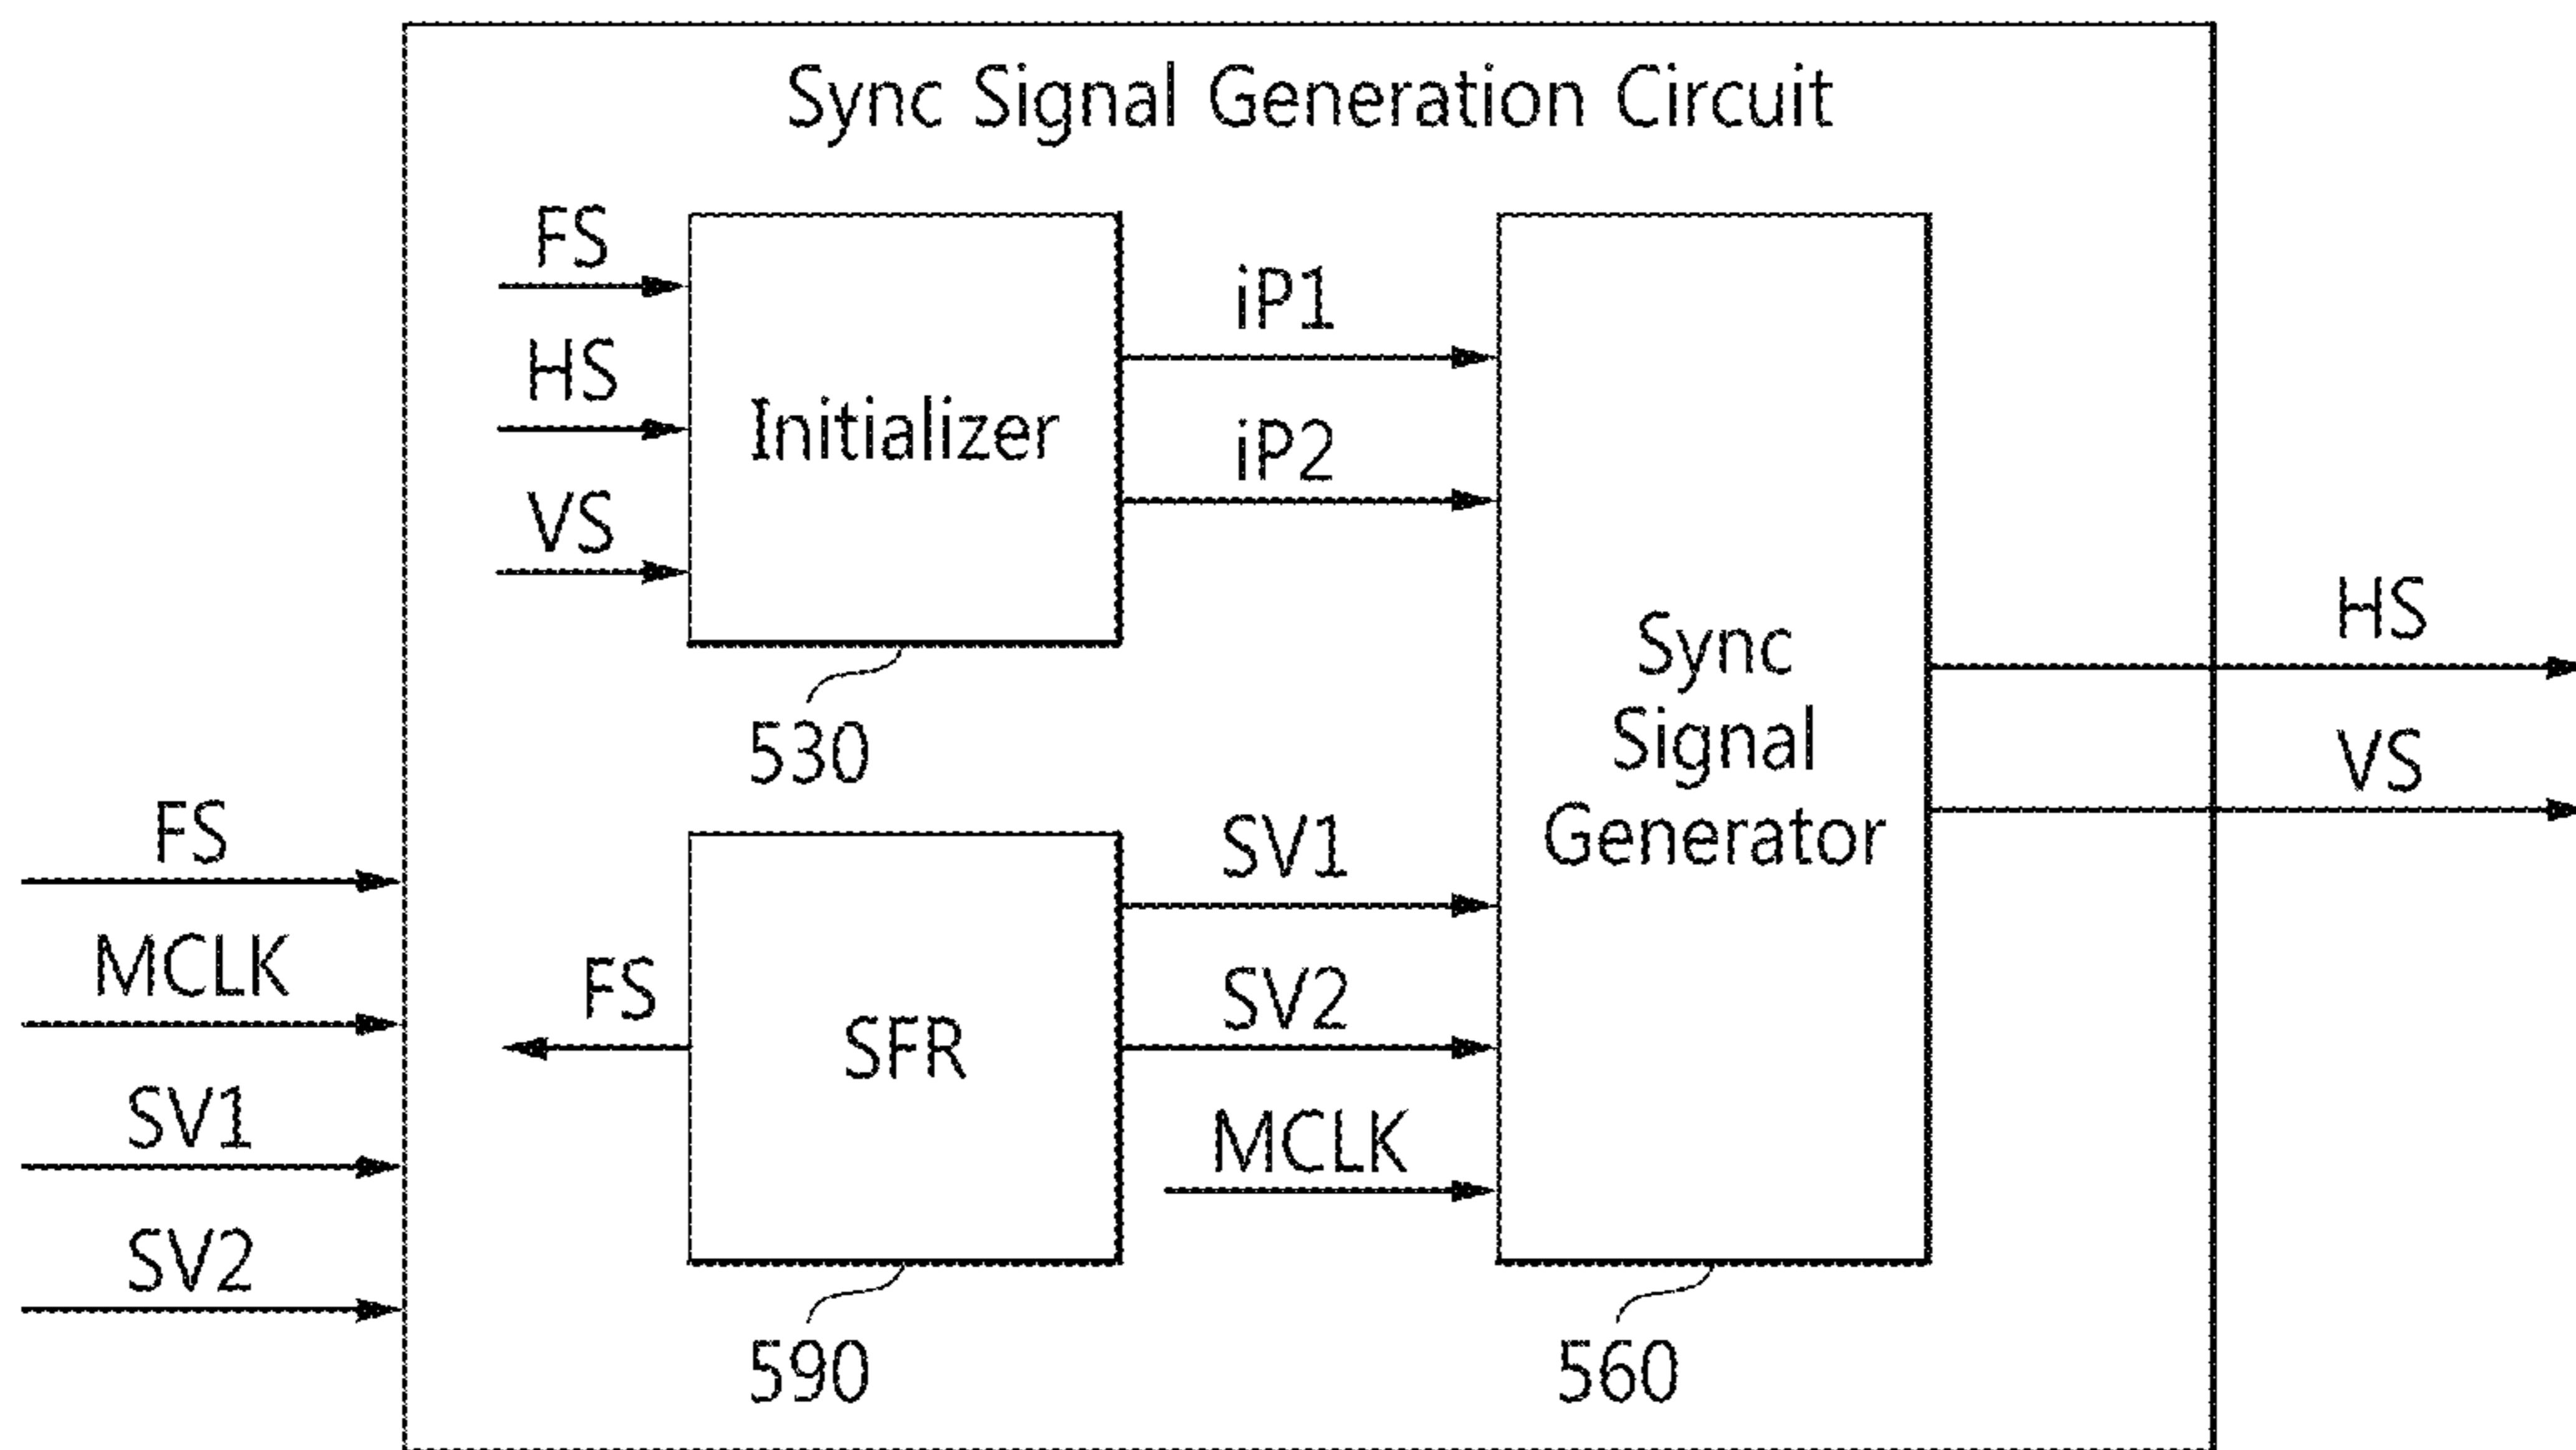 Sync Signal Generation Circuit
FS
HS
VS
Initializer
530
iP1
iP2
FS
MCLK
SV1
SV2
FS
SFR
590
SV1
SV2
MCLK
Sync
Signal
Generator
560
HS
VS